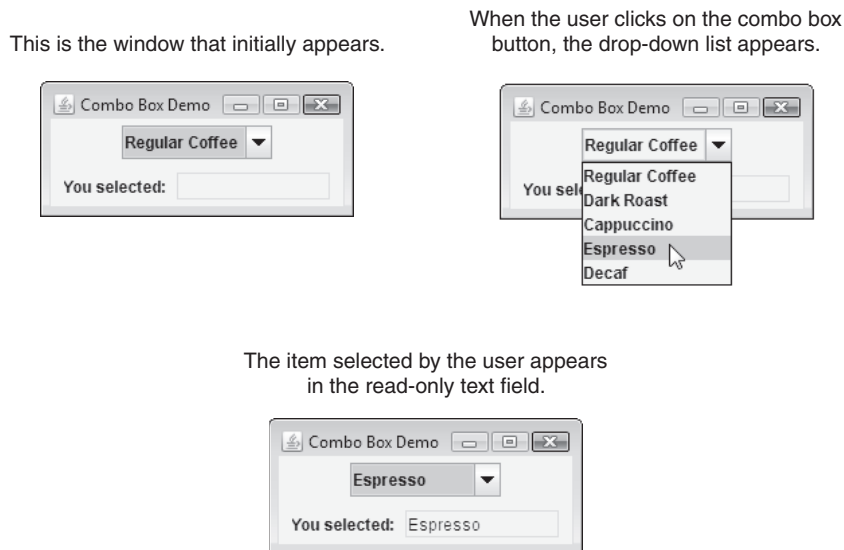 This is the window that initially appears.
Combo Box Demo
Regular Coffee
You selected:
When the user clicks on the combo box
button, the drop-down list appears.
Combo Box Demo
Regular Coffee
You sel
Regular Coffee
Dark Roast
Cappuccino
Espresso
Decaf
The item selected by the user appears
in the read-only text field.
Combo Box Demo
Espresso
You selected: Espresso